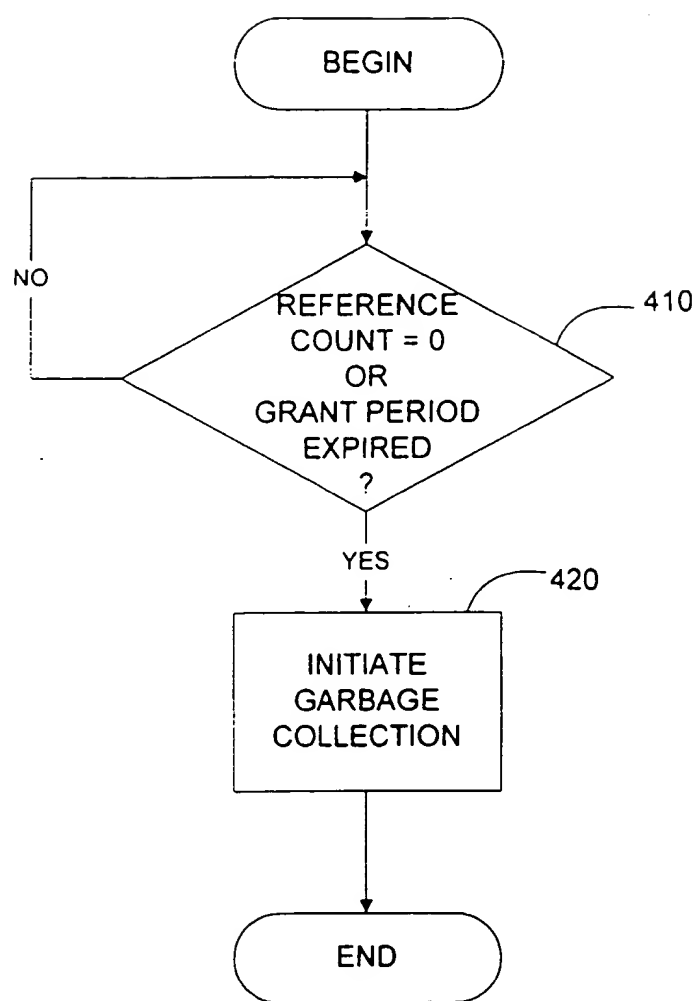 BEGIN
NO
REFERENCE
COUNT = 0
OR
GRANT PERIOD
EXPIRED
?
410
YES
420
INITIATE
GARBAGE
COLLECTION
END